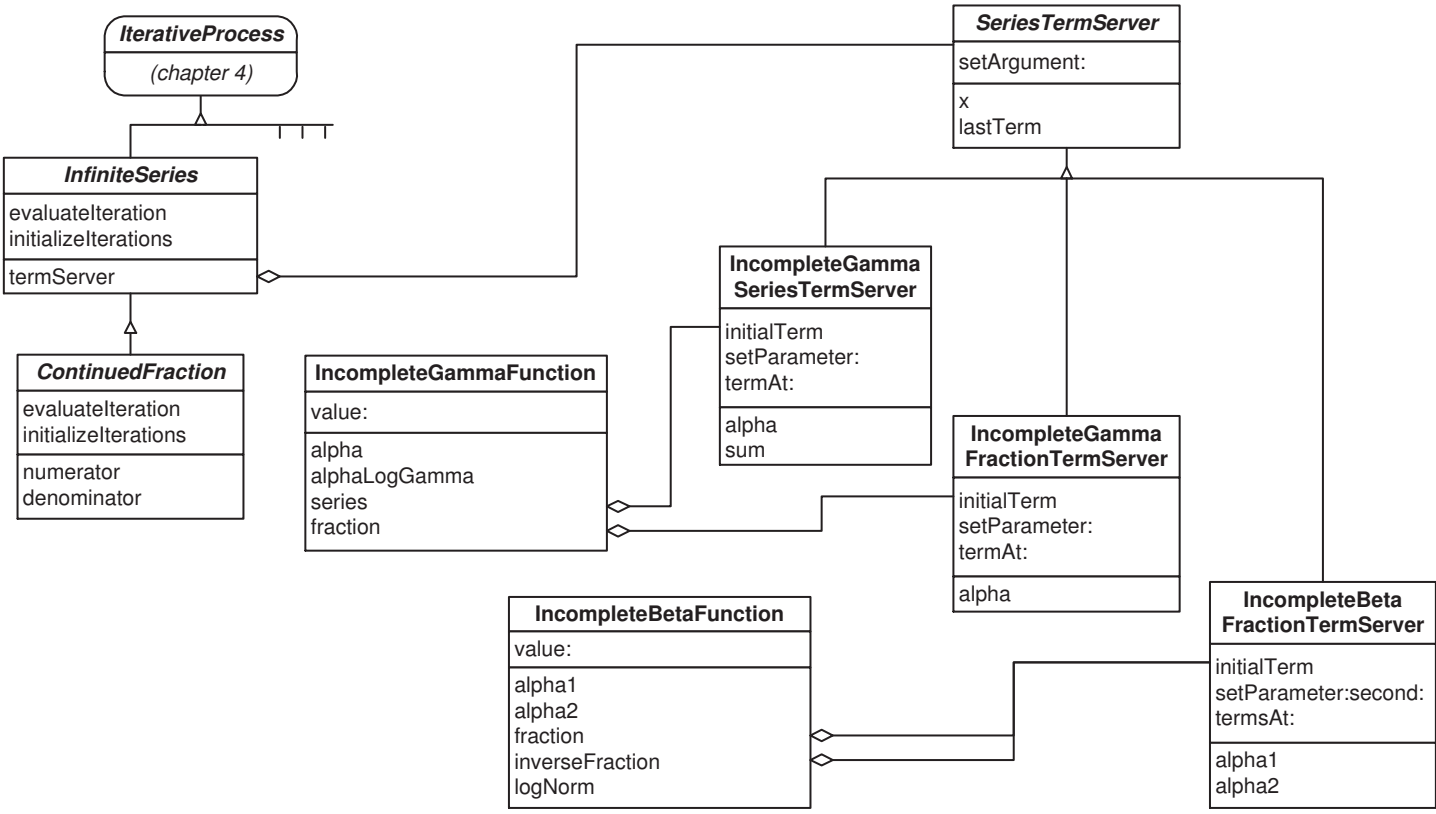 IterativeProcess
(chapter 4)
InfiniteSeries
evaluateIteration
initializeIterations
termServer
ContinuedFraction
evaluateIteration
initializeIterations
numerator
denominator
SeriesTermServer
setArgument:
x
lastTerm
IncompleteGamma
SeriesTermServer
initialTerm
setParameter:
termAt:
alpha
sum
IncompleteGammaFunction
value:
alpha
alphaLogGamma
series
fraction
IncompleteGamma
FractionTermServer
initialTerm
setParameter:
termAt:
alpha
IncompleteBetaFunction
value:
alpha1
alpha2
fraction
inverseFraction
logNorm
IncompleteBeta
FractionTermServer
initialTerm
setParameter:second:
termsAt:
alpha1
alpha2